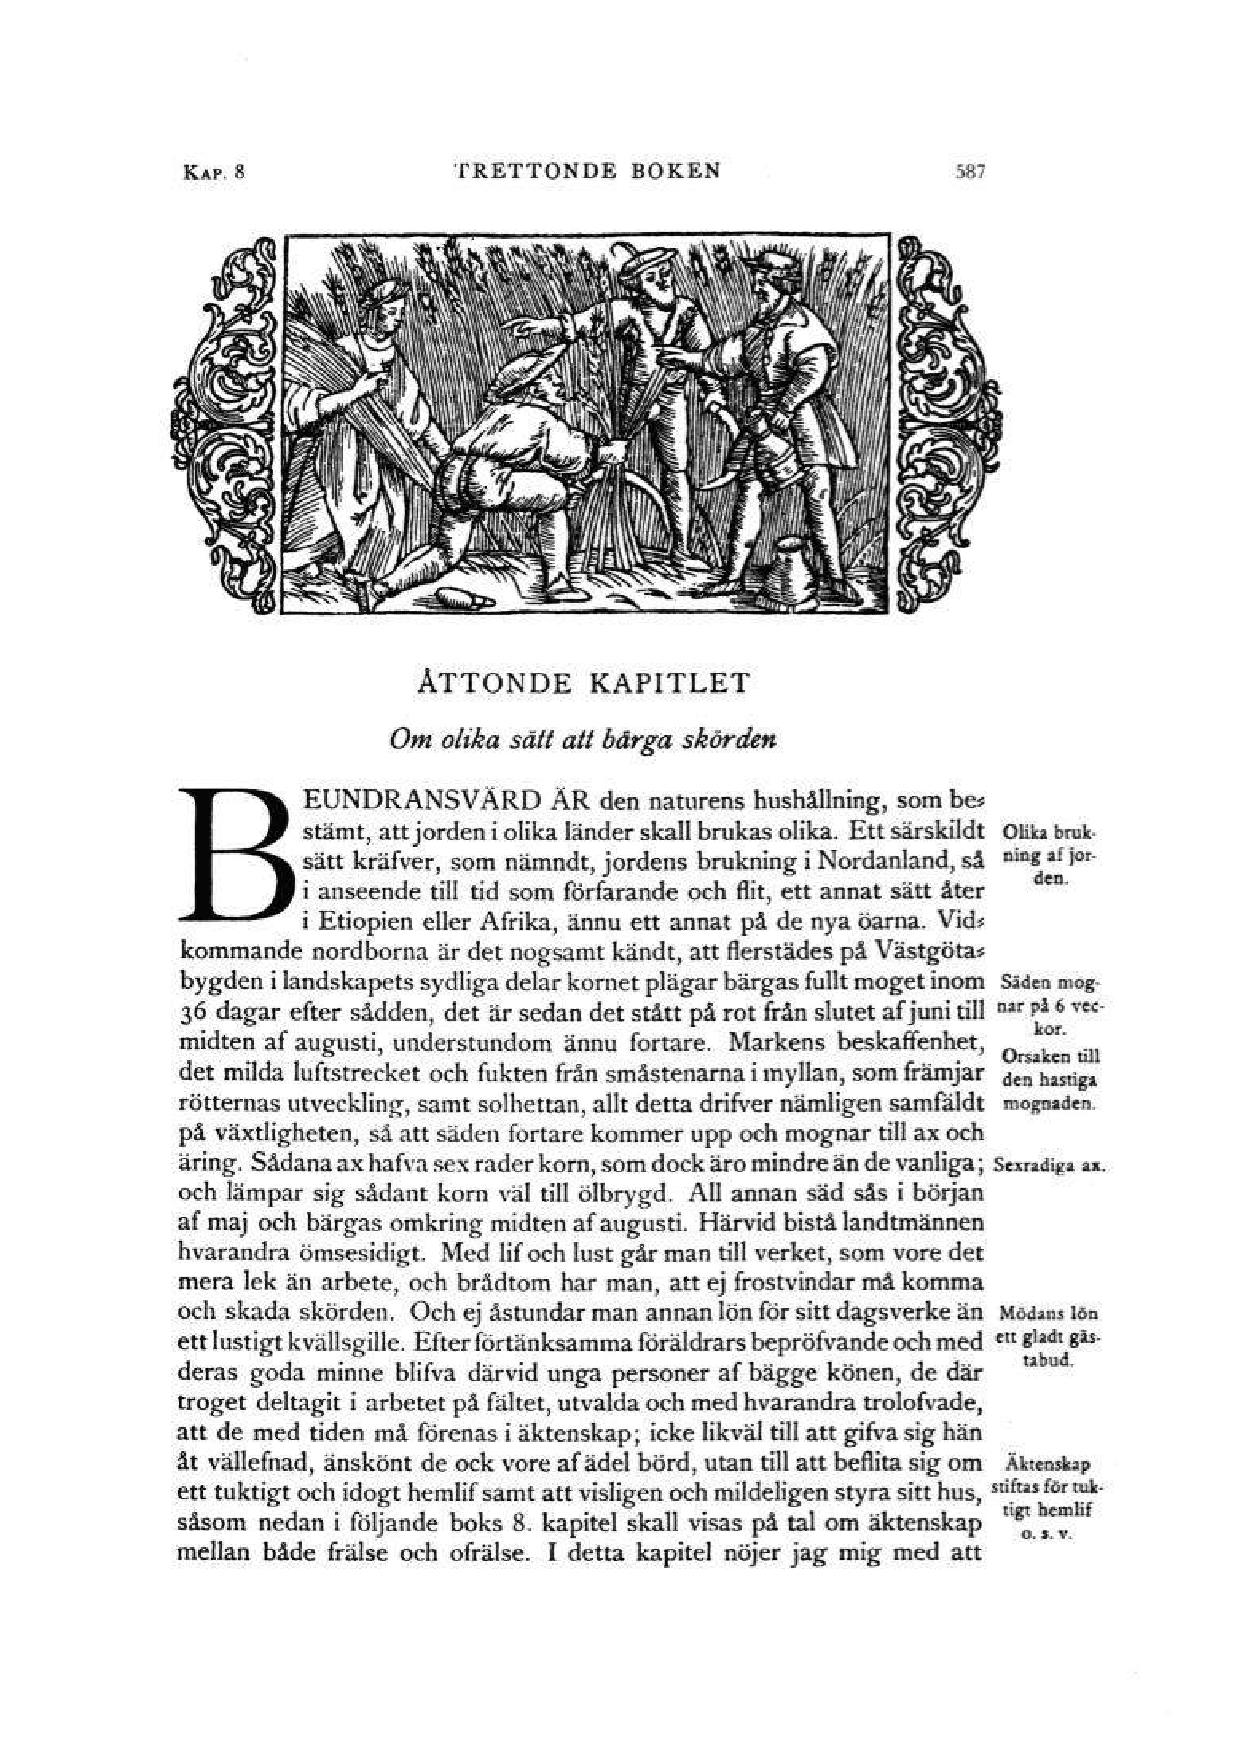 KAP. 8
TRETTONDE BOKEN
587
ÅTTONDE KAPITLET
Om olika sätt att bärga skörden
BEUNDRANSVÄRD ÄR den naturens hushållning, som be-
stämt, att jorden i olika länder skall brukas olika. Ett särskildt
sätt kräfver, som nämndt, jordens brukning i Nordanland, så
i anseende till tid som förfarande och flit, ett annat sätt åter
i Etiopien eller Afrika, ännu ett annat på de nya öarna. Vid-
kommande nordborna är det nogsamt kändt, att flerstädes på Västgöta-
bygden i landskapets sydliga delar kornet plägar bärgas fullt moget inom
36 dagar efter sådden, det är sedan det stått på rot från slutet af juni till
midten af augusti, understundom ännu fortare. Markens beskaffenhet,
det milda luftstrecket och fukten från småstenarna i myllan, som främjar
rötternas utveckling, samt solhettan, allt detta drifver nämligen samfäldt
på växtligheten, så att säden fortare kommer upp och mognar till ax och
äring. Sådana ax hafva sex rader korn, som dock äro mindre än de vanliga;
och lämpar sig sådant korn väl till ölbrygd. All annan säd sås i början
af maj och bärgas omkring midten af augusti. Härvid bistå landtmännen
hvarandra ömsesidigt. Med lif och lust går man till verket, som vore det
mera lek än arbete, och brådtom har man, att ej frostvindar må komma
och skada skörden. Och ej åstundar man annan lön för sitt dagsverke än
ett lustigt kvällsgille. Efter förtänksamma föräldrars bepröfvande och med
deras goda minne blifva därvid unga personer af bägge könen, de där
troget deltagit i arbetet på fältet, utvalda och med hvarandra trolofvade,
att de med tiden må förenas i äktenskap; icke likväl till att gifva sig hän
åt vällefnad, änskönt de ock vore af ädel börd, utan till att beflita sig om
ett tuktigt och idogt hemlif samt att visligen och mildeligen styra sitt hus,
såsom nedan i följande boks 8. kapitel skall visas på tal om äktenskap
mellan både frälse och ofrälse. I detta kapitel nöjer jag mig med att
Olika bruk-
ning af jor-
den.
Säden mog-
nar på 6 vec-
kor.
Orsaken till
den hastiga
mognaden.
Sexradiga ax.
Mödans lön
ett gladt gäs-
tabud.
Äktenskap
stiftas för tuk-
tigt hemlif
o. s. v.